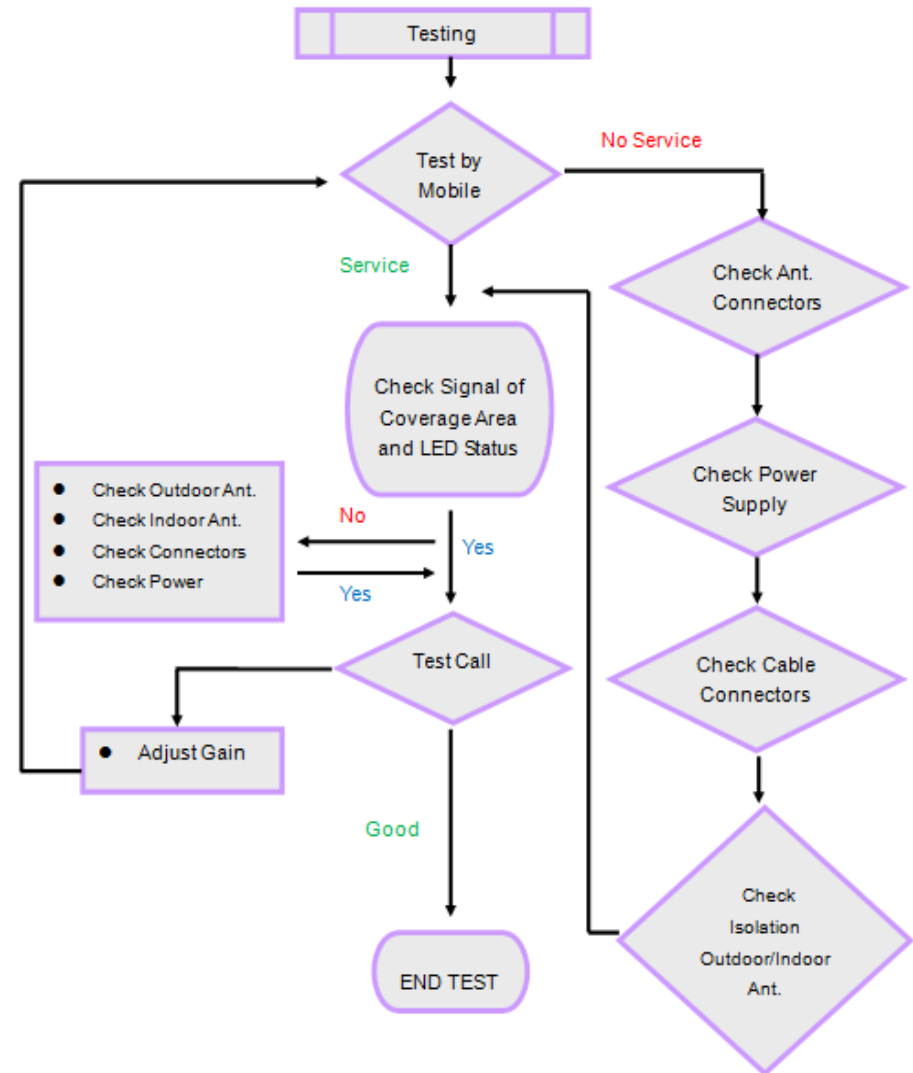 Testing
No Service
Test by
Mobile
Service
Check Ant.
Connectors
Check Signal of
Coverage Area
and LED Status
Check Power
Supply
● Check Outdoor Ant.
● Check Indoor Ant.
● Check Connectors
● Check Power
No
Yes
Yes
Test Call
Check Cable
Connectors
● Adjust Gain
Good
Check
Isolation
Outdoor/Indoor
Ant.
END TEST